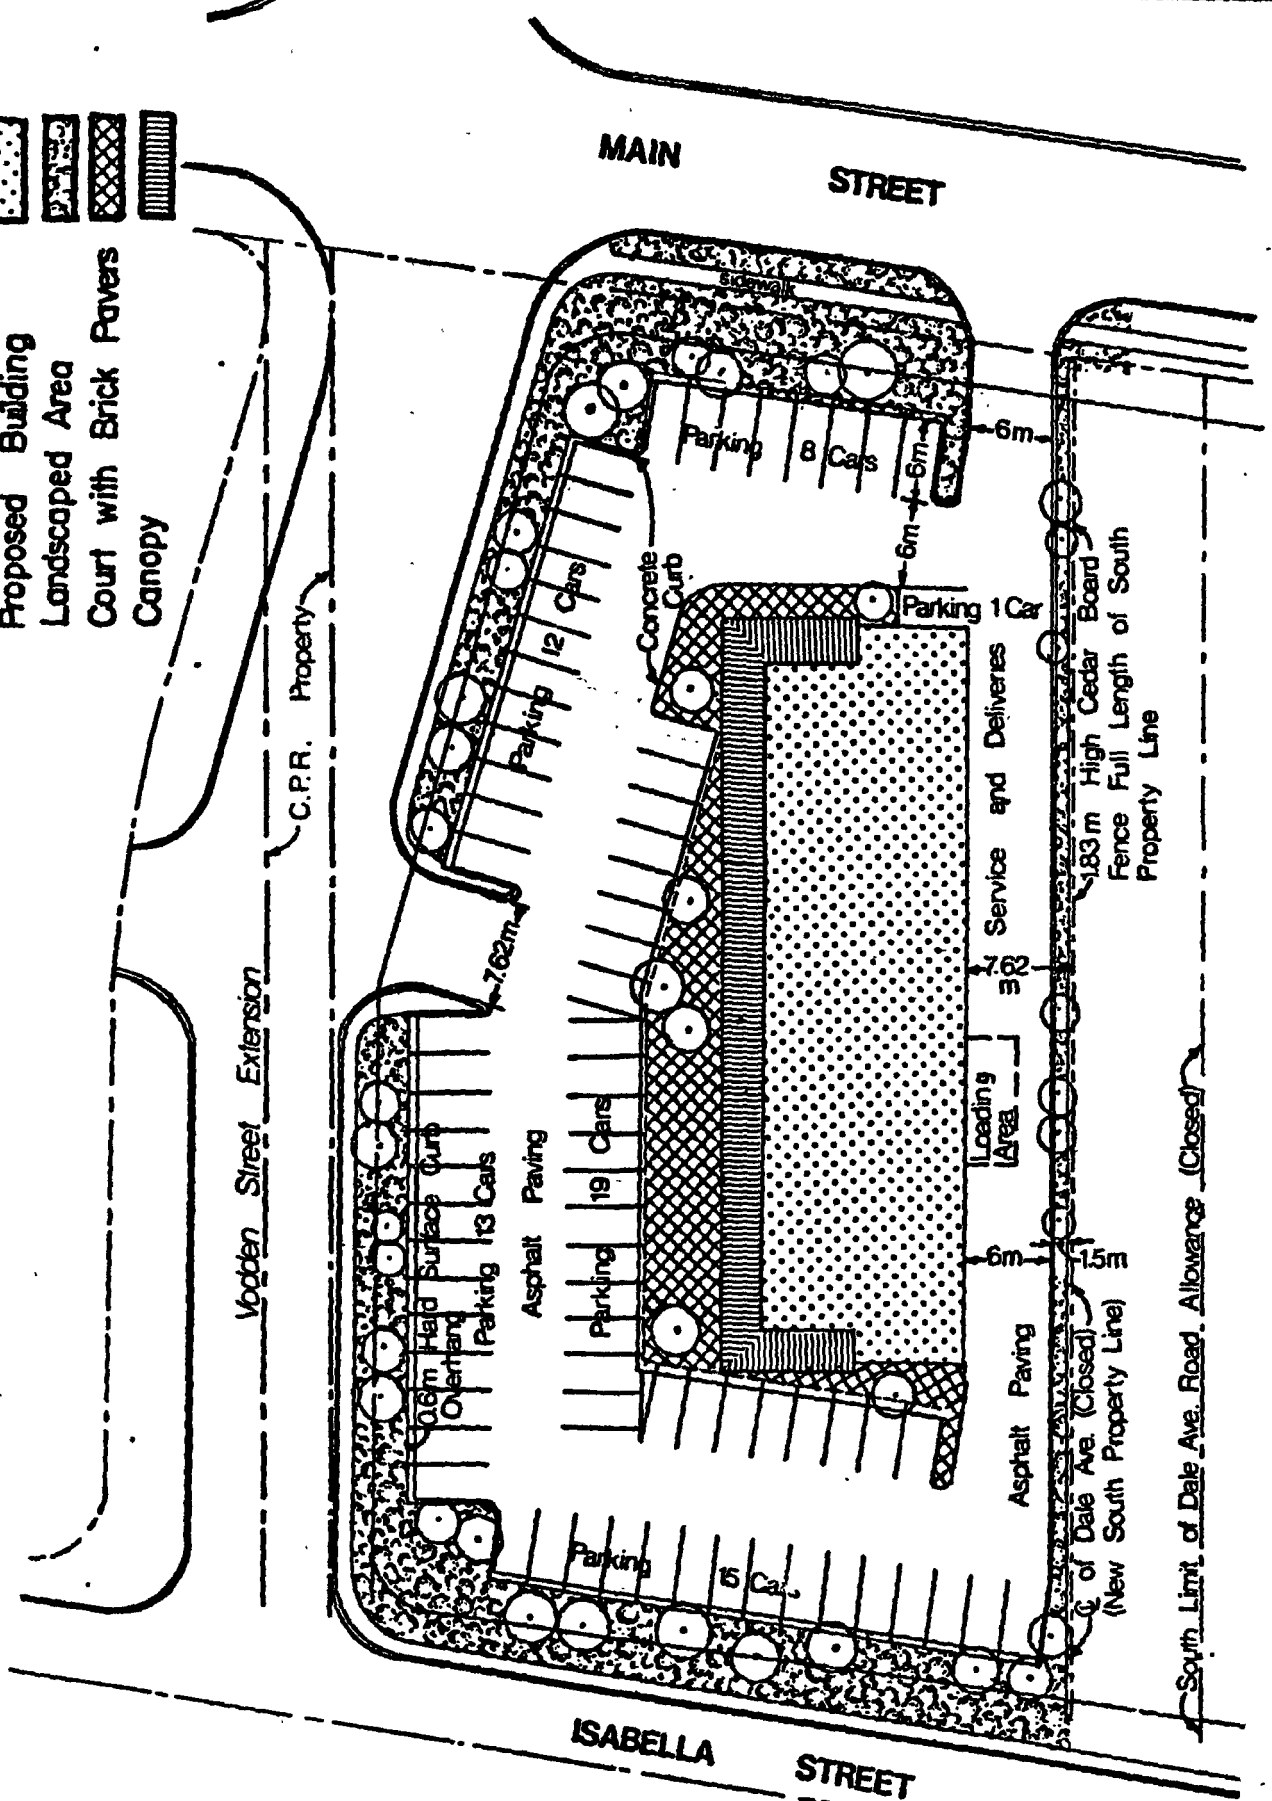 Proposed Building
Landscaped Area
Court with Brick Pavers
Canopy
MAIN STREET
sidewalk
Parking 8 Cars
6m
6m
6m
Concrete
Curb
Parking 1 Car
Parking 12 Cars
C.P.R. Property
7.62m
Vodden Street Extension
0.6m Hard Surface Curb
Overhang
Parking 13 Cars
Asphalt Paving
Parking 19 Cars
Service and Deliveries
7.62
m
Loading
Area
6m
1.5m
1.83m High Cedar Board
Fence Full Length of South
Property Line
Asphalt Paving
℄ of Dale Ave. (Closed)
(New South Property Line)
South Limit of Dale Ave. Road Allowance (Closed)
Parking 15 Cars
ISABELLA STREET